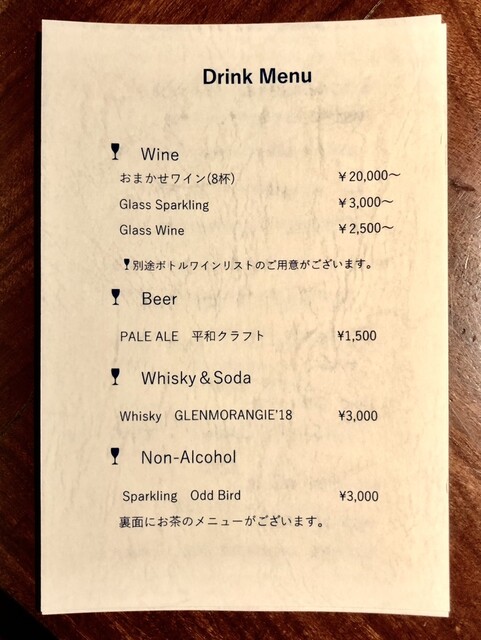 Drink Menu
Wine
おまかせワイン(8杯) ￥20,000〜
Glass Sparkling ￥3,000〜
Glass Wine ￥2,500〜
別途ボトルワインリストのご用意がございます。
Beer
PALE ALE 平和クラフト ¥1,500
Whisky＆Soda
Whisky GLENMORANGIE'18 ¥3,000
Non-Alcohol
Sparkling Odd Bird ¥3,000
裏面にお茶のメニューがございます。